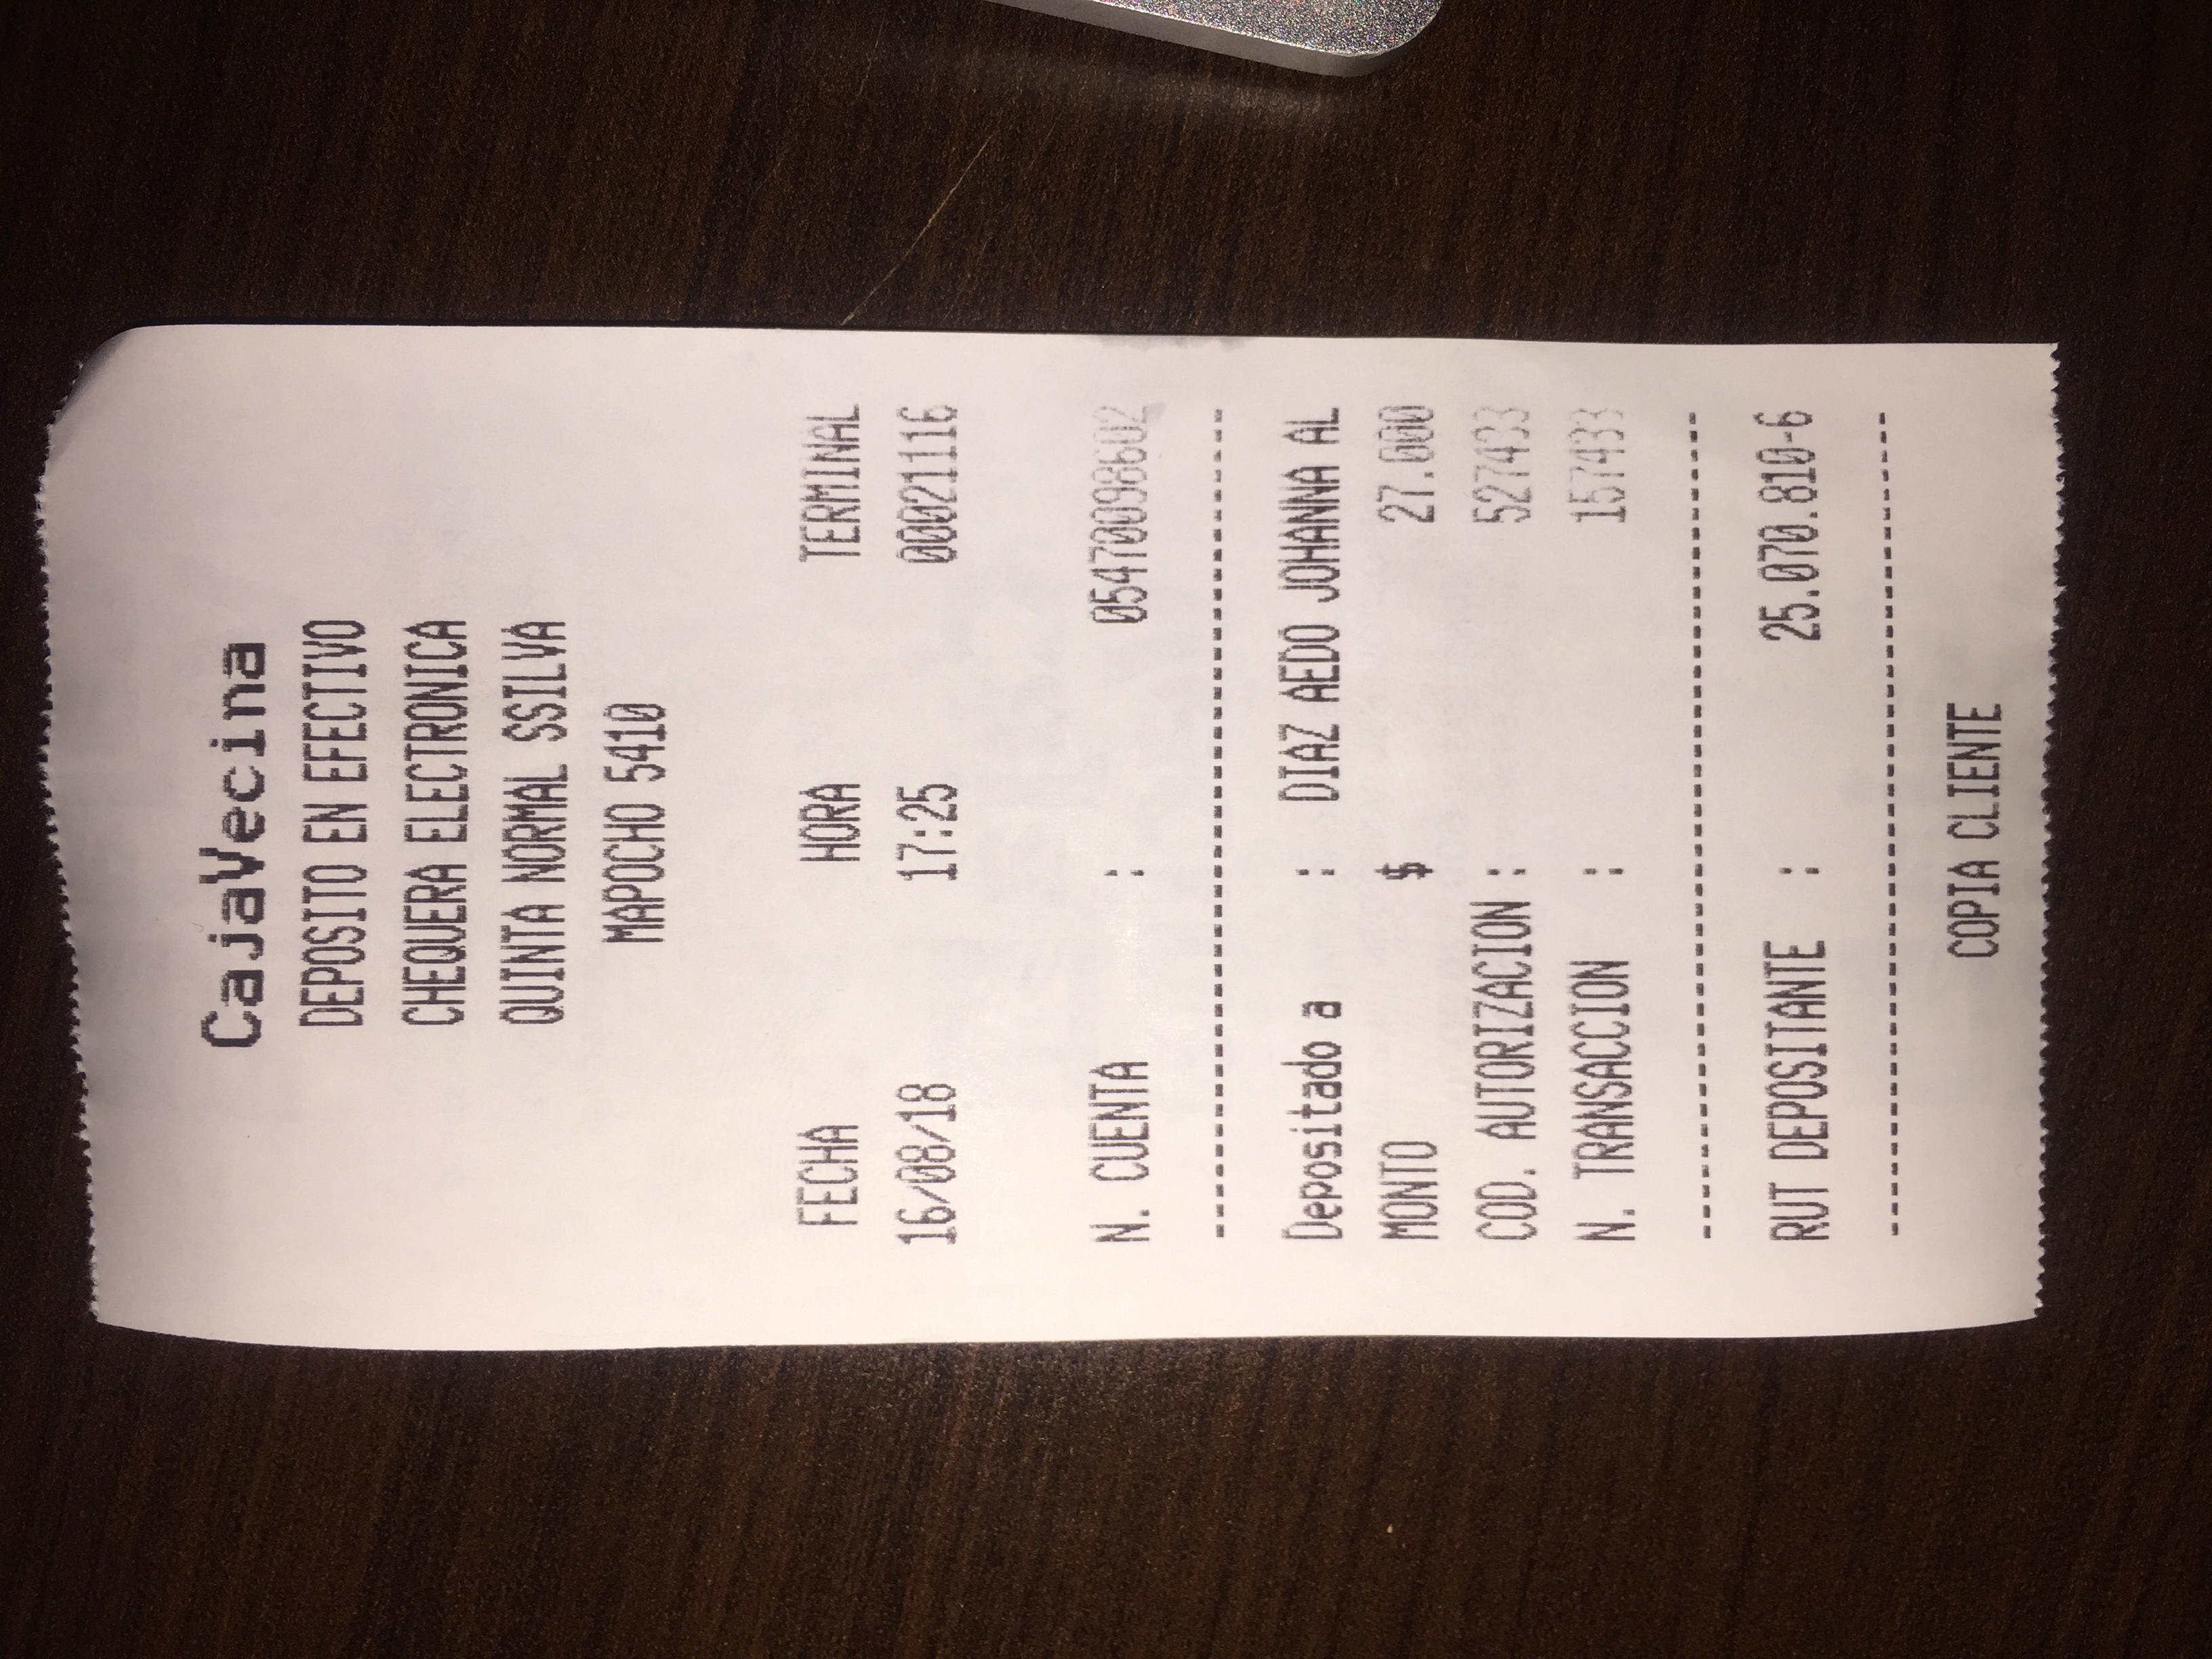 CajaVecina
DEPOSITO EN EFECTIVO
CHEQUERA ELECTRONICA
QUINTA NORMAL SSILVA
MAPOCHO 5410
FECHA HORA TERMINAL
16/08/18 17:25 00021116
N. CUENTA : 05470098602
Depositado a : DIAZ AEDO JOHANNA AL
MONTO $ 27.000
COD. AUTORIZACION : 527433
N. TRANSACCION : 157433
RUT DEPOSITANTE : 25.070.810-6
COPIA CLIENTE